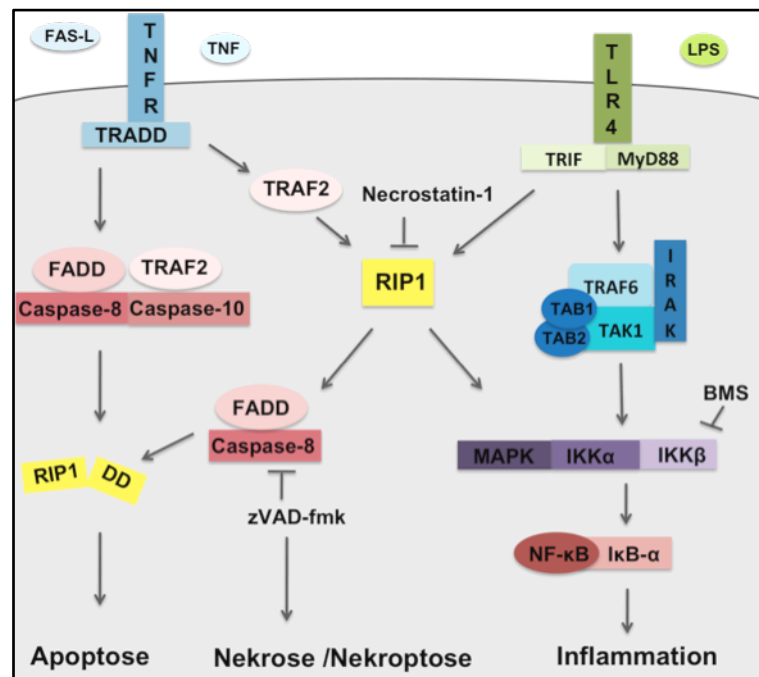 FAS-L
TNFR
TNF
TLR4
LPS
TRADD
TRIF
MyD88
TRAF2
Necrostatin-1
RIP1
FADD
TRAF2
Caspase-8
Caspase-10
TRAF6
IRAK
TAB1
TAB2
TAK1
BMS
FADD
Caspase-8
MAPK
IKKα
IKKβ
RIP1
DD
zVAD-fmk
NF-κB
IκB-α
Apoptose
Nekrose /Nekroptose
Inflammation